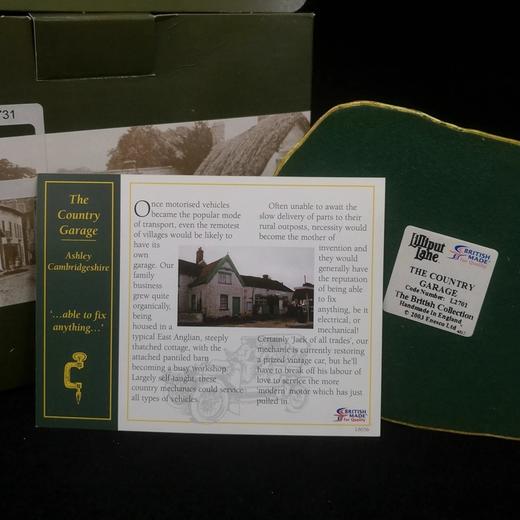 731
The
Country
Garage
Ashley
Cambridgeshire
'...able to fix
anything...'
Once motorised vehicles
became the popular mode
of transport, even the remotest
of villages would be likely to
have its
own
garage. Our
family
business
grew quite
organically,
being
housed in a
typical East Anglian, steeply
thatched cottage, with the
attached pantiled barn
becoming a busy workshop.
Largely self-taught, these
country mechanics could service
all types of vehicles.
Often unable to await the
slow delivery of parts to their
rural outposts, necessity would
become the mother of
invention and
they would
generally have
the reputation
of being able
to fix
anything, be it
electrical, or
mechanical!
Certainly 'Jack of all trades', our
mechanic is currently restoring
a prized vintage car, but he'll
have to break off his labour of
love to service the more
'modern' motor which has just
pulled in.
BRITISH
MADE
for Quality
L8656
Lilliput
Lane
BRITISH
MADE
for Quality
THE COUNTRY
GARAGE
Code Number: L2701
The British Collection
Handmade in England
© 2003 Enesco Ltd